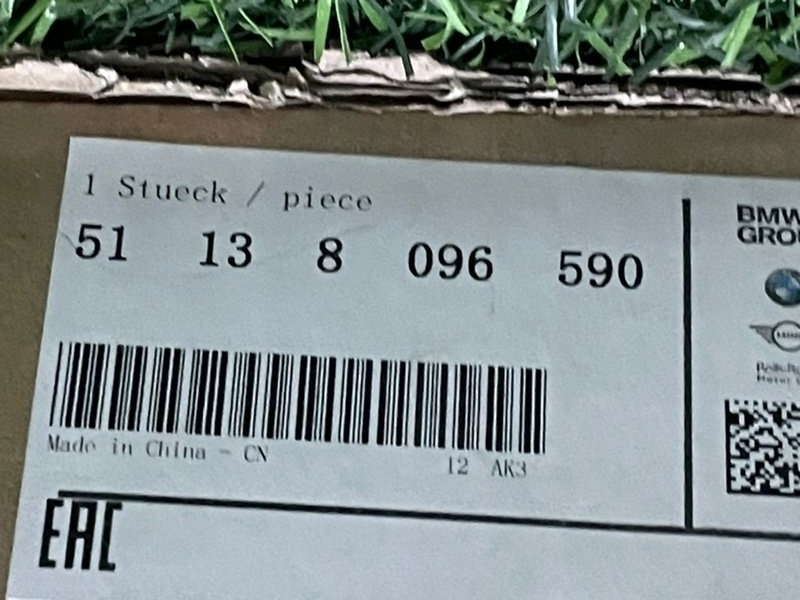 1 Stueck / piece
51 13 8 096 590
BMW
GRO
Made in China - CN
12 AK3
EAC